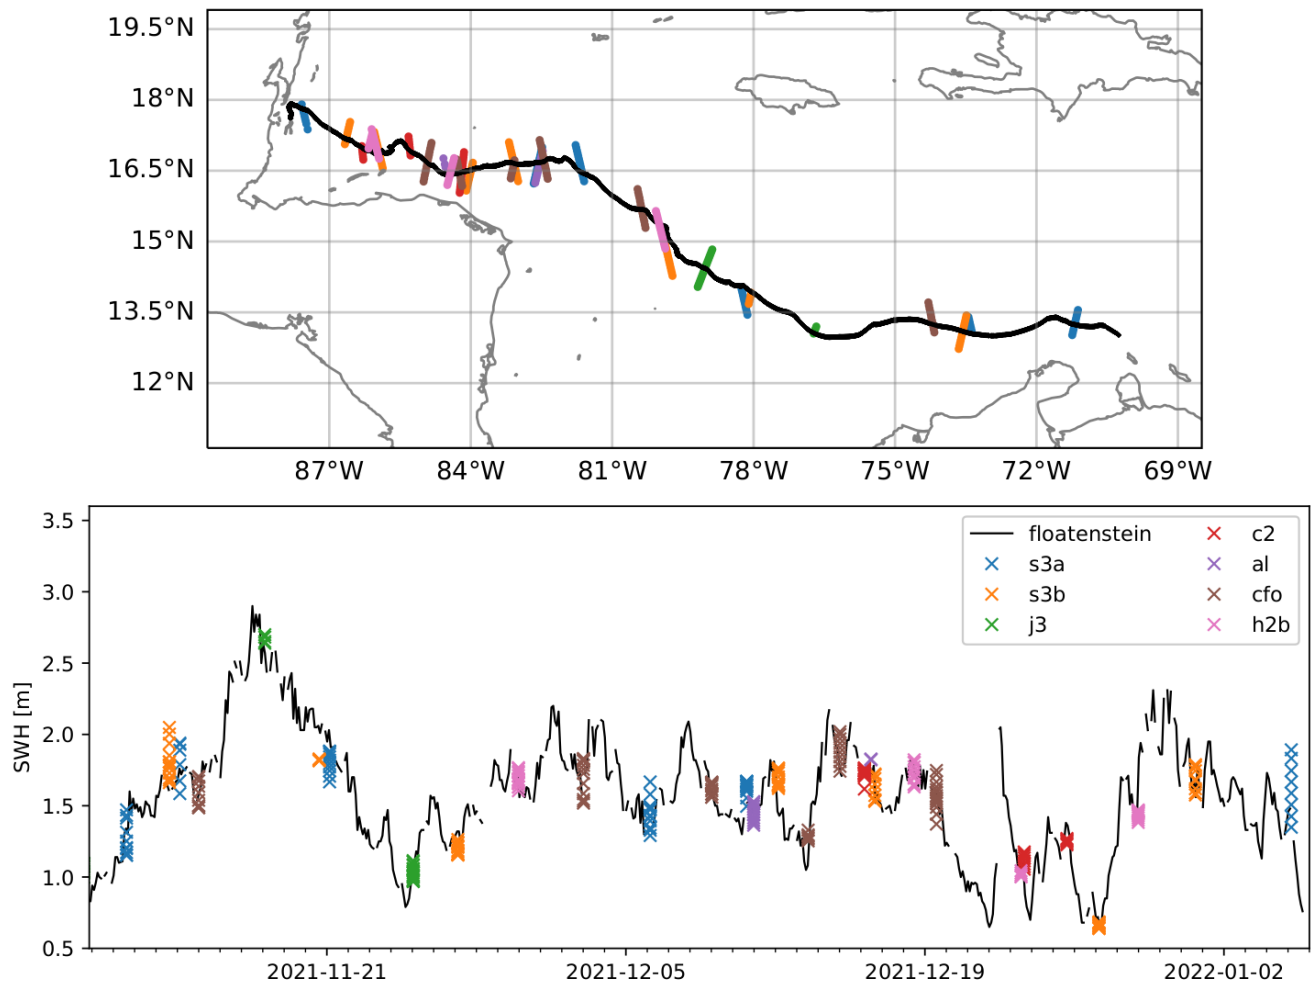 19.5°N
18°N
16.5°N
15°N
13.5°N
12°N
87°W 84°W 81°W 78°W 75°W 72°W 69°W
SWH [m]
3.5
3.0
2.5
2.0
1.5
1.0
0.5
floatenstein
s3a
s3b
j3
c2
al
cfo
h2b
2021-11-21 2021-12-05 2021-12-19 2022-01-02